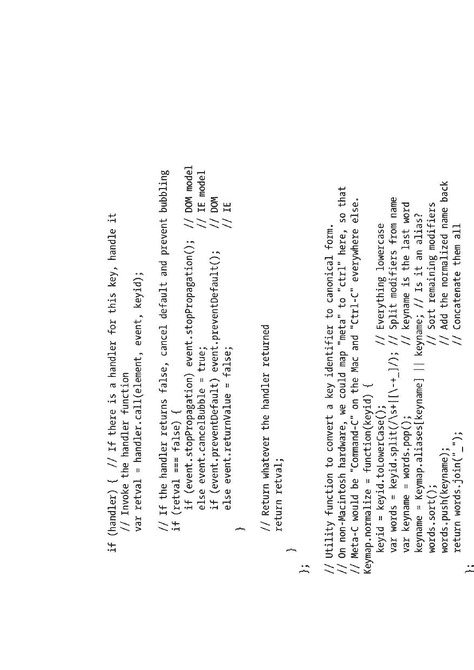 if (handler) {  // If there is a handler for this key, handle it
// Invoke the handler function
var retval = handler.call(element, event, keyid);
// If the handler returns false, cancel default and prevent bubbling
if (retval === false) {
if (event.stopPropagation) event.stopPropagation();  // DOM model
else event.cancelBubble = true;  // IE model
if (event.preventDefault) event.preventDefault();  // DOM
else event.returnValue = false;  // IE
}
// Return whatever the handler returned
return retval;
}
};
// Utility function to convert a key identifier to canonical form.
// On non-Macintosh hardware, we could map "meta" to "ctrl" here, so that
// Meta-C would be "Command-C" on the Mac and "Ctrl-C" everywhere else.
Keymap.normalize = function(keyid) {
keyid = keyid.toLowerCase();  // Everything lowercase
var words = keyid.split(/\s+|[\-+_]/); // Split modifiers from name
var keyname = words.pop();  // keyname is the last word
keyname = Keymap.aliases[keyname] || keyname; // Is it an alias?
words.sort();  // Sort remaining modifiers
words.push(keyname);  // Add the normalized name back
return words.join("_");  // Concatenate them all
};